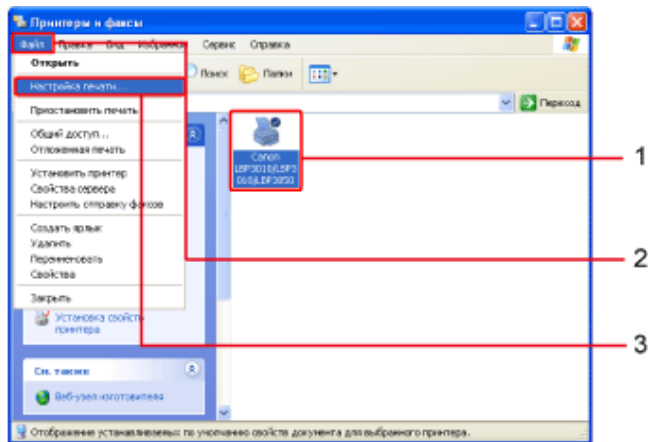 Принтеры и факсы
Файл Правка Вид Избранное Сервис Справка
Поиск Папки
Переход
Открыть
Настройка печати...
Приостановить печать
Общий доступ...
Отложенная печать
Установить принтер
Свойства сервера
Настроить отправку факсов
Создать ярлык
Удалить
Переименовать
Свойства
Закрыть
Установка свойств
принтера
См. также
Веб-узел изготовителя
Canon
LBP3010/LBP3
018/LBP3050
1
2
3
Отображение устанавливаемых по умолчанию свойств документа для выбранного принтера.